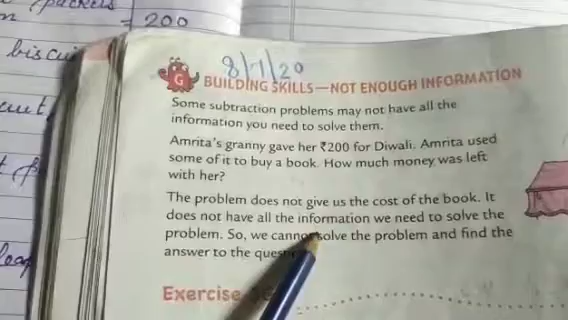 = 200
biscui
8/7/20
G BUILDING SKILLS—NOT ENOUGH INFORMATION
Some subtraction problems may not have all the
information you need to solve them.
Amrita's granny gave her ₹200 for Diwali. Amrita used
some of it to buy a book. How much money was left
with her?
The problem does not give us the cost of the book. It
does not have all the information we need to solve the
problem. So, we cannot solve the problem and find the
answer to the
Exercise